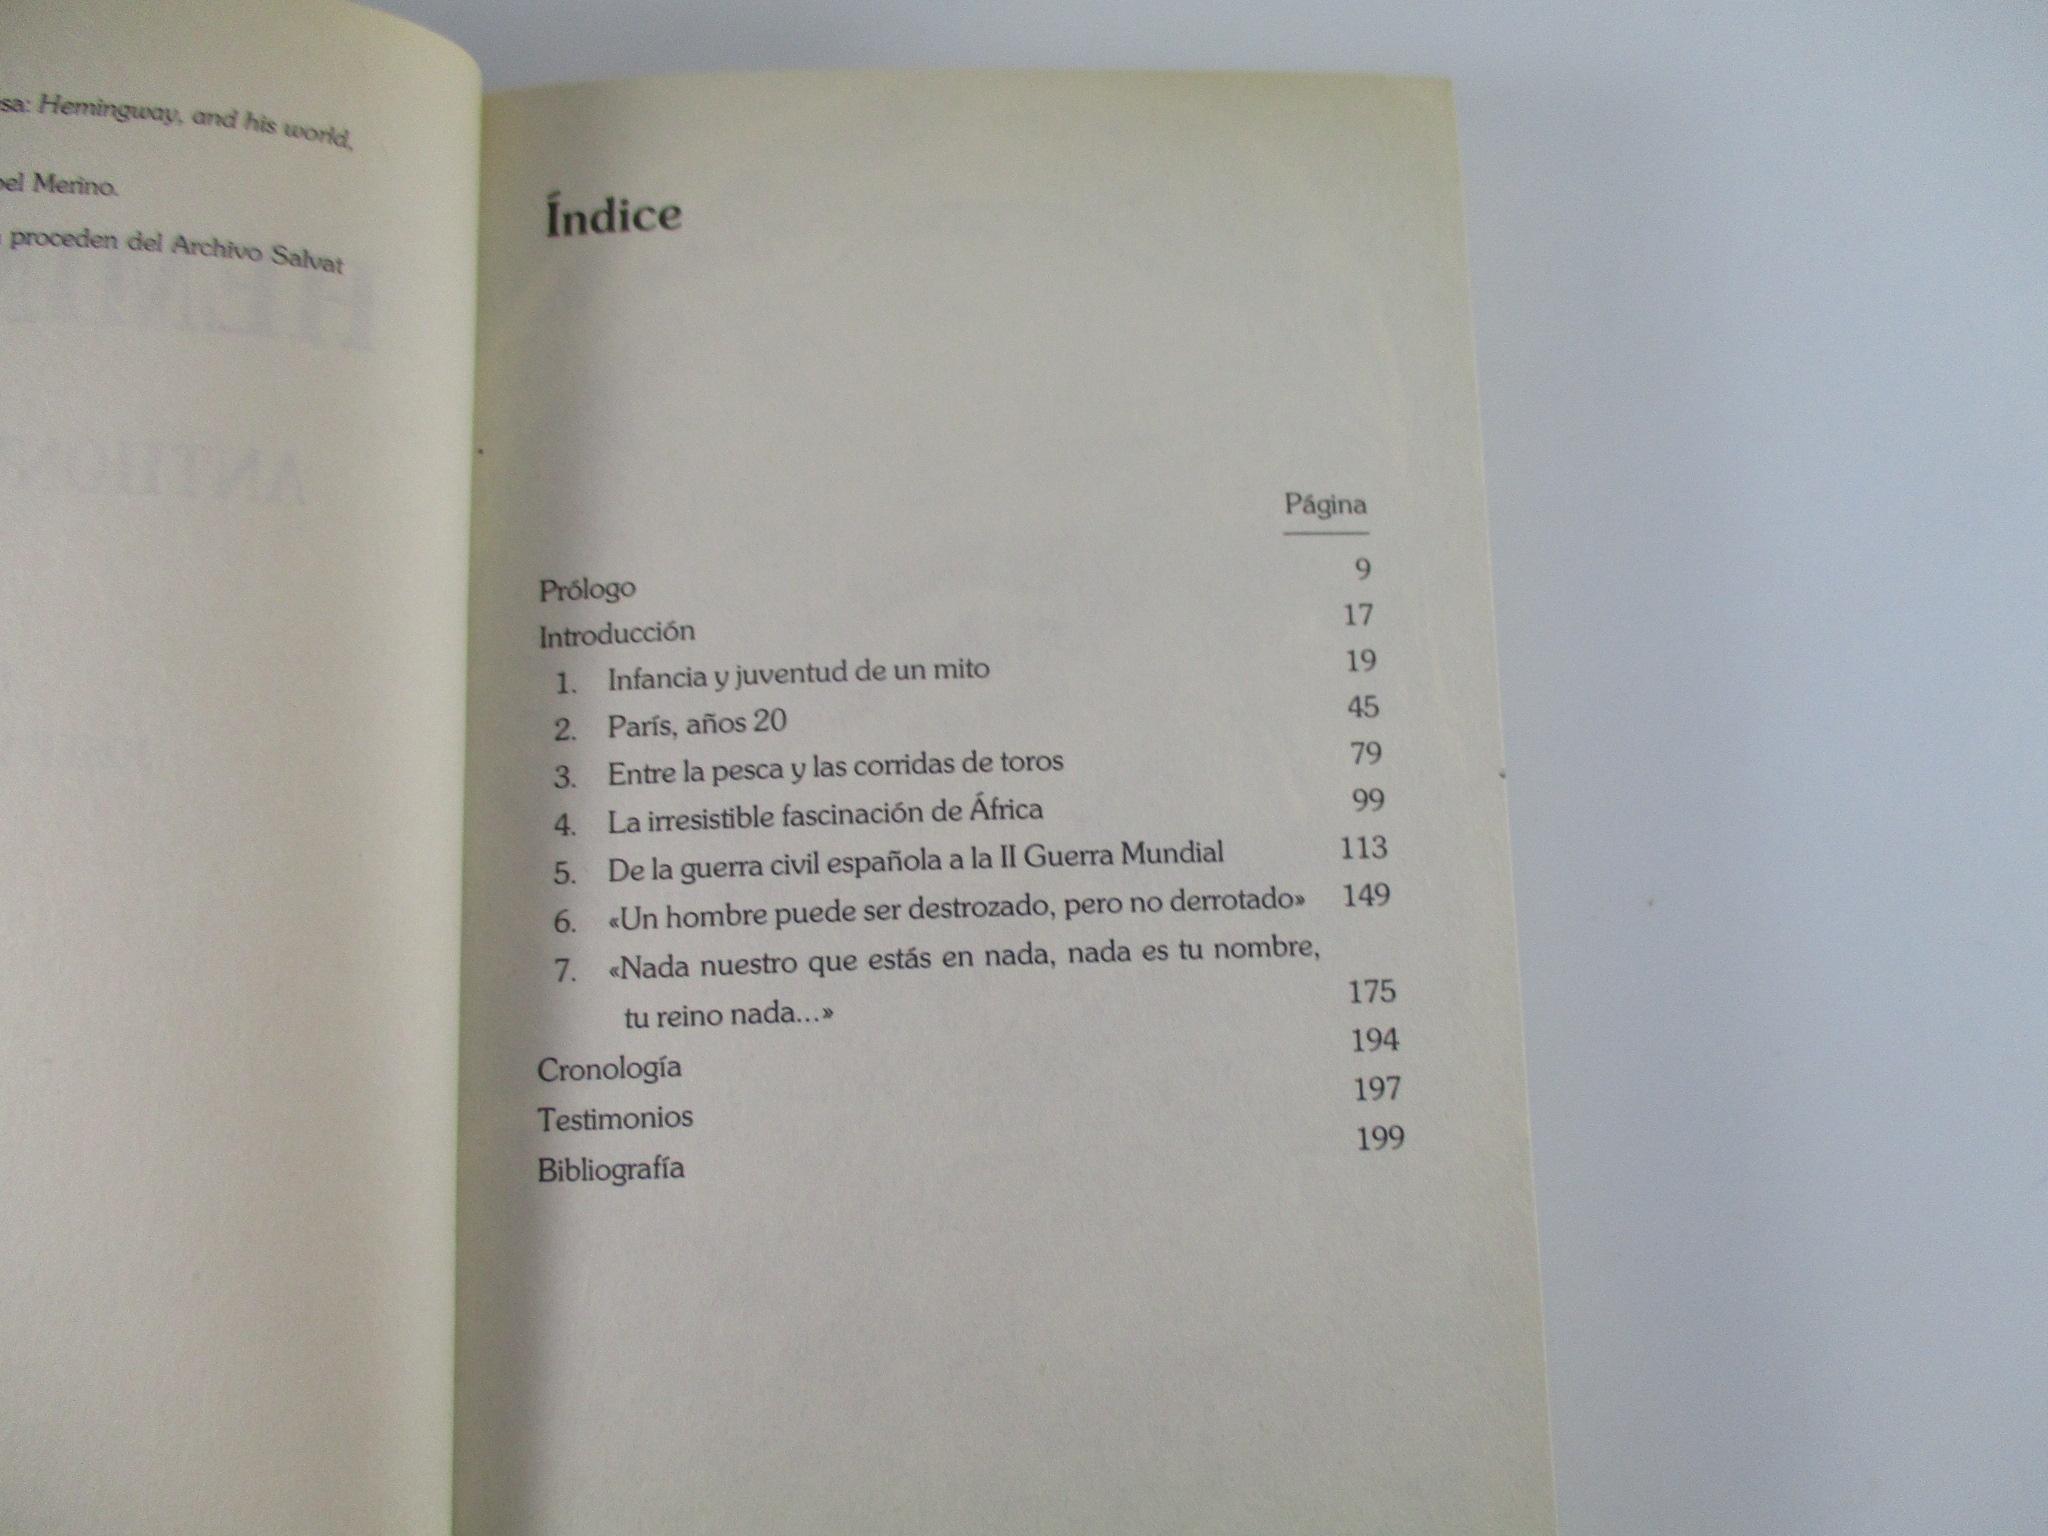 Hemingway, and his world,
Merino.
proceden del Archivo Salvat
Índice
Página
Prólogo 9
Introducción 17
1. Infancia y juventud de un mito 19
2. París, años 20 45
3. Entre la pesca y las corridas de toros 79
4. La irresistible fascinación de África 99
5. De la guerra civil española a la II Guerra Mundial 113
6. «Un hombre puede ser destrozado, pero no derrotado» 149
7. «Nada nuestro que estás en nada, nada es tu nombre,
tu reino nada...» 175
Cronología 194
Testimonios 197
Bibliografía 199